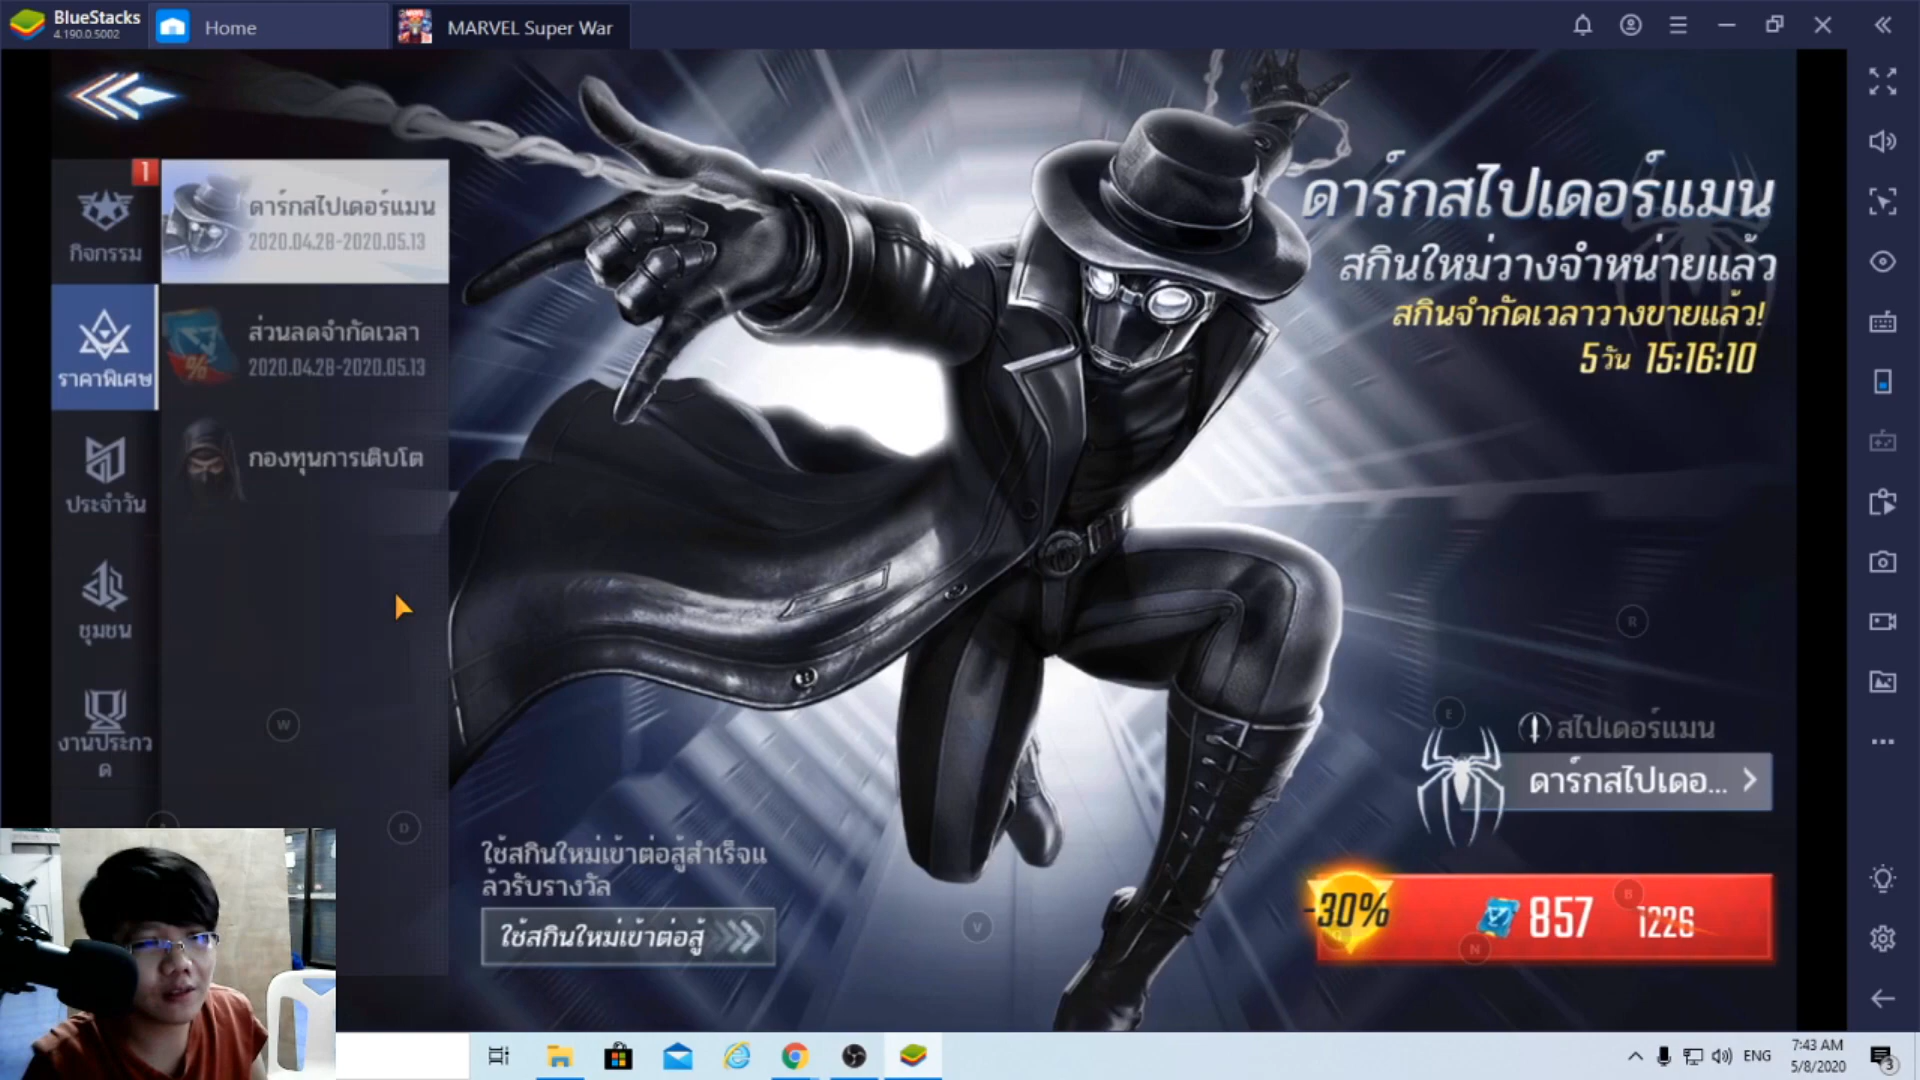 BlueStacks
4.190.0.5002
Home
MARVEL Super War
1
กิจกรรม
ราคาพิเศษ
ประจำวัน
ชุมชน
งานประกว
ด
ดาร์กสไปเดอร์แมน
2020.04.28-2020.05.13
ส่วนลดจำกัดเวลา
2020.04.28-2020.05.13
%
กองทุนการเติบโต
ดาร์กสไปเดอร์แมน
สกินใหม่วางจำหน่ายแล้ว
สกินจำกัดเวลาวางขายแล้ว!
5 วัน 15:16:10
R
W
E
D
V
B
N
สไปเดอร์แมน
ดาร์กสไปเดอ...
ใช้สกินใหม่เข้าต่อสู้สำเร็จแ
ล้วรับรางวัล
ใช้สกินใหม่เข้าต่อสู้
-30%
857 1226
ENG
7:43 AM
5/8/2020
3